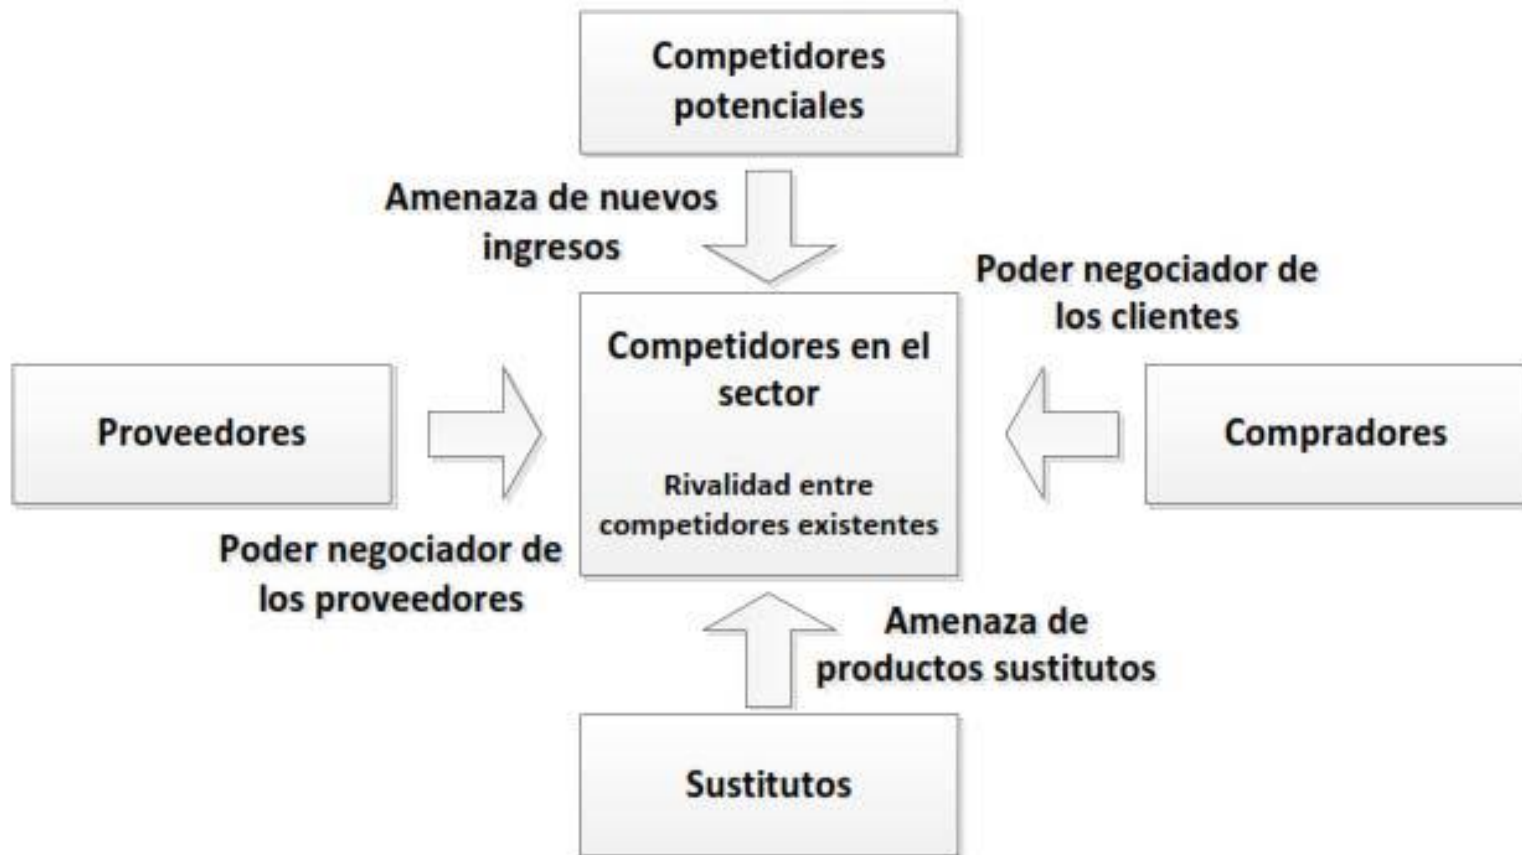 Competidores
potenciales
Amenaza de nuevos
ingresos
Poder negociador de
los clientes
Competidores en el
sector
Rivalidad entre
competidores existentes
Proveedores
Compradores
Poder negociador de
los proveedores
Amenaza de
productos sustitutos
Sustitutos